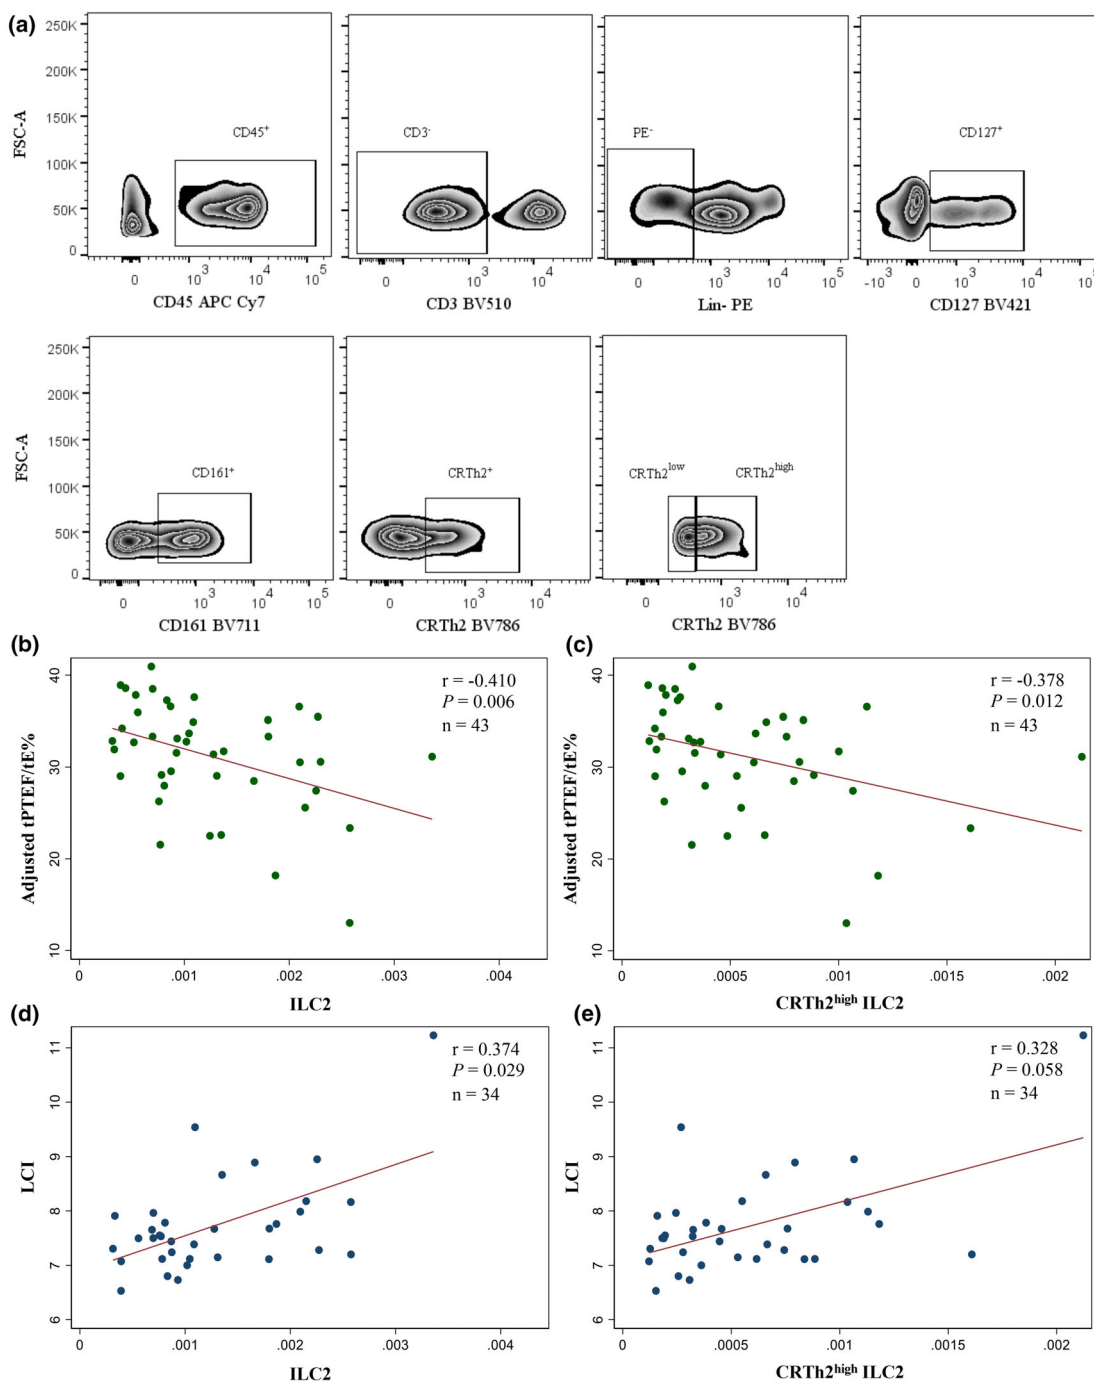 (a)
FSC-A
250K
200K
150K
100K
50K
0
CD45⁺
0 10³ 10⁴ 10⁵
CD45 APC Cy7
CD3⁻
0 10³ 10⁴
CD3 BV510
PE⁻
0 10³ 10⁴ 10⁵
Lin- PE
CD127⁺
-10³ 0 10³ 10⁴ 10⁵
CD127 BV421
FSC-A
250K
200K
150K
100K
50K
0
CD161⁺
0 10³ 10⁴ 10⁵
CD161 BV711
CRTh2⁺
0 10³ 10⁴ 10⁵
CRTh2 BV786
CRTh2ˡᵒʷ CRTh2ʰⁱᵍʰ
0 10³ 10⁴
CRTh2 BV786
(b)
Adjusted tPTEF/tE%
40
30
20
10
r = -0.410
P = 0.006
n = 43
0 .001 .002 .003 .004
ILC2
(c)
Adjusted tPTEF/tE%
40
30
20
10
r = -0.378
P = 0.012
n = 43
0 .0005 .001 .0015 .002
CRTh2ʰⁱᵍʰ ILC2
(d)
LCI
11
10
9
8
7
6
r = 0.374
P = 0.029
n = 34
0 .001 .002 .003 .004
ILC2
(e)
LCI
11
10
9
8
7
6
r = 0.328
P = 0.058
n = 34
0 .0005 .001 .0015 .002
CRTh2ʰⁱᵍʰ ILC2